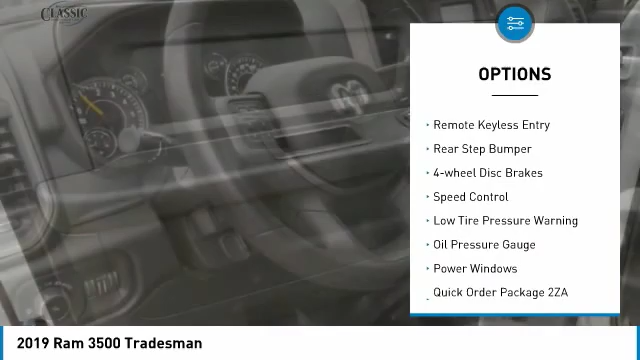 CLASSIC
OPTIONS
Remote Keyless Entry
Rear Step Bumper
4-wheel Disc Brakes
Speed Control
Low Tire Pressure Warning
Oil Pressure Gauge
Power Windows
Quick Order Package 2ZA
2019 Ram 3500 Tradesman